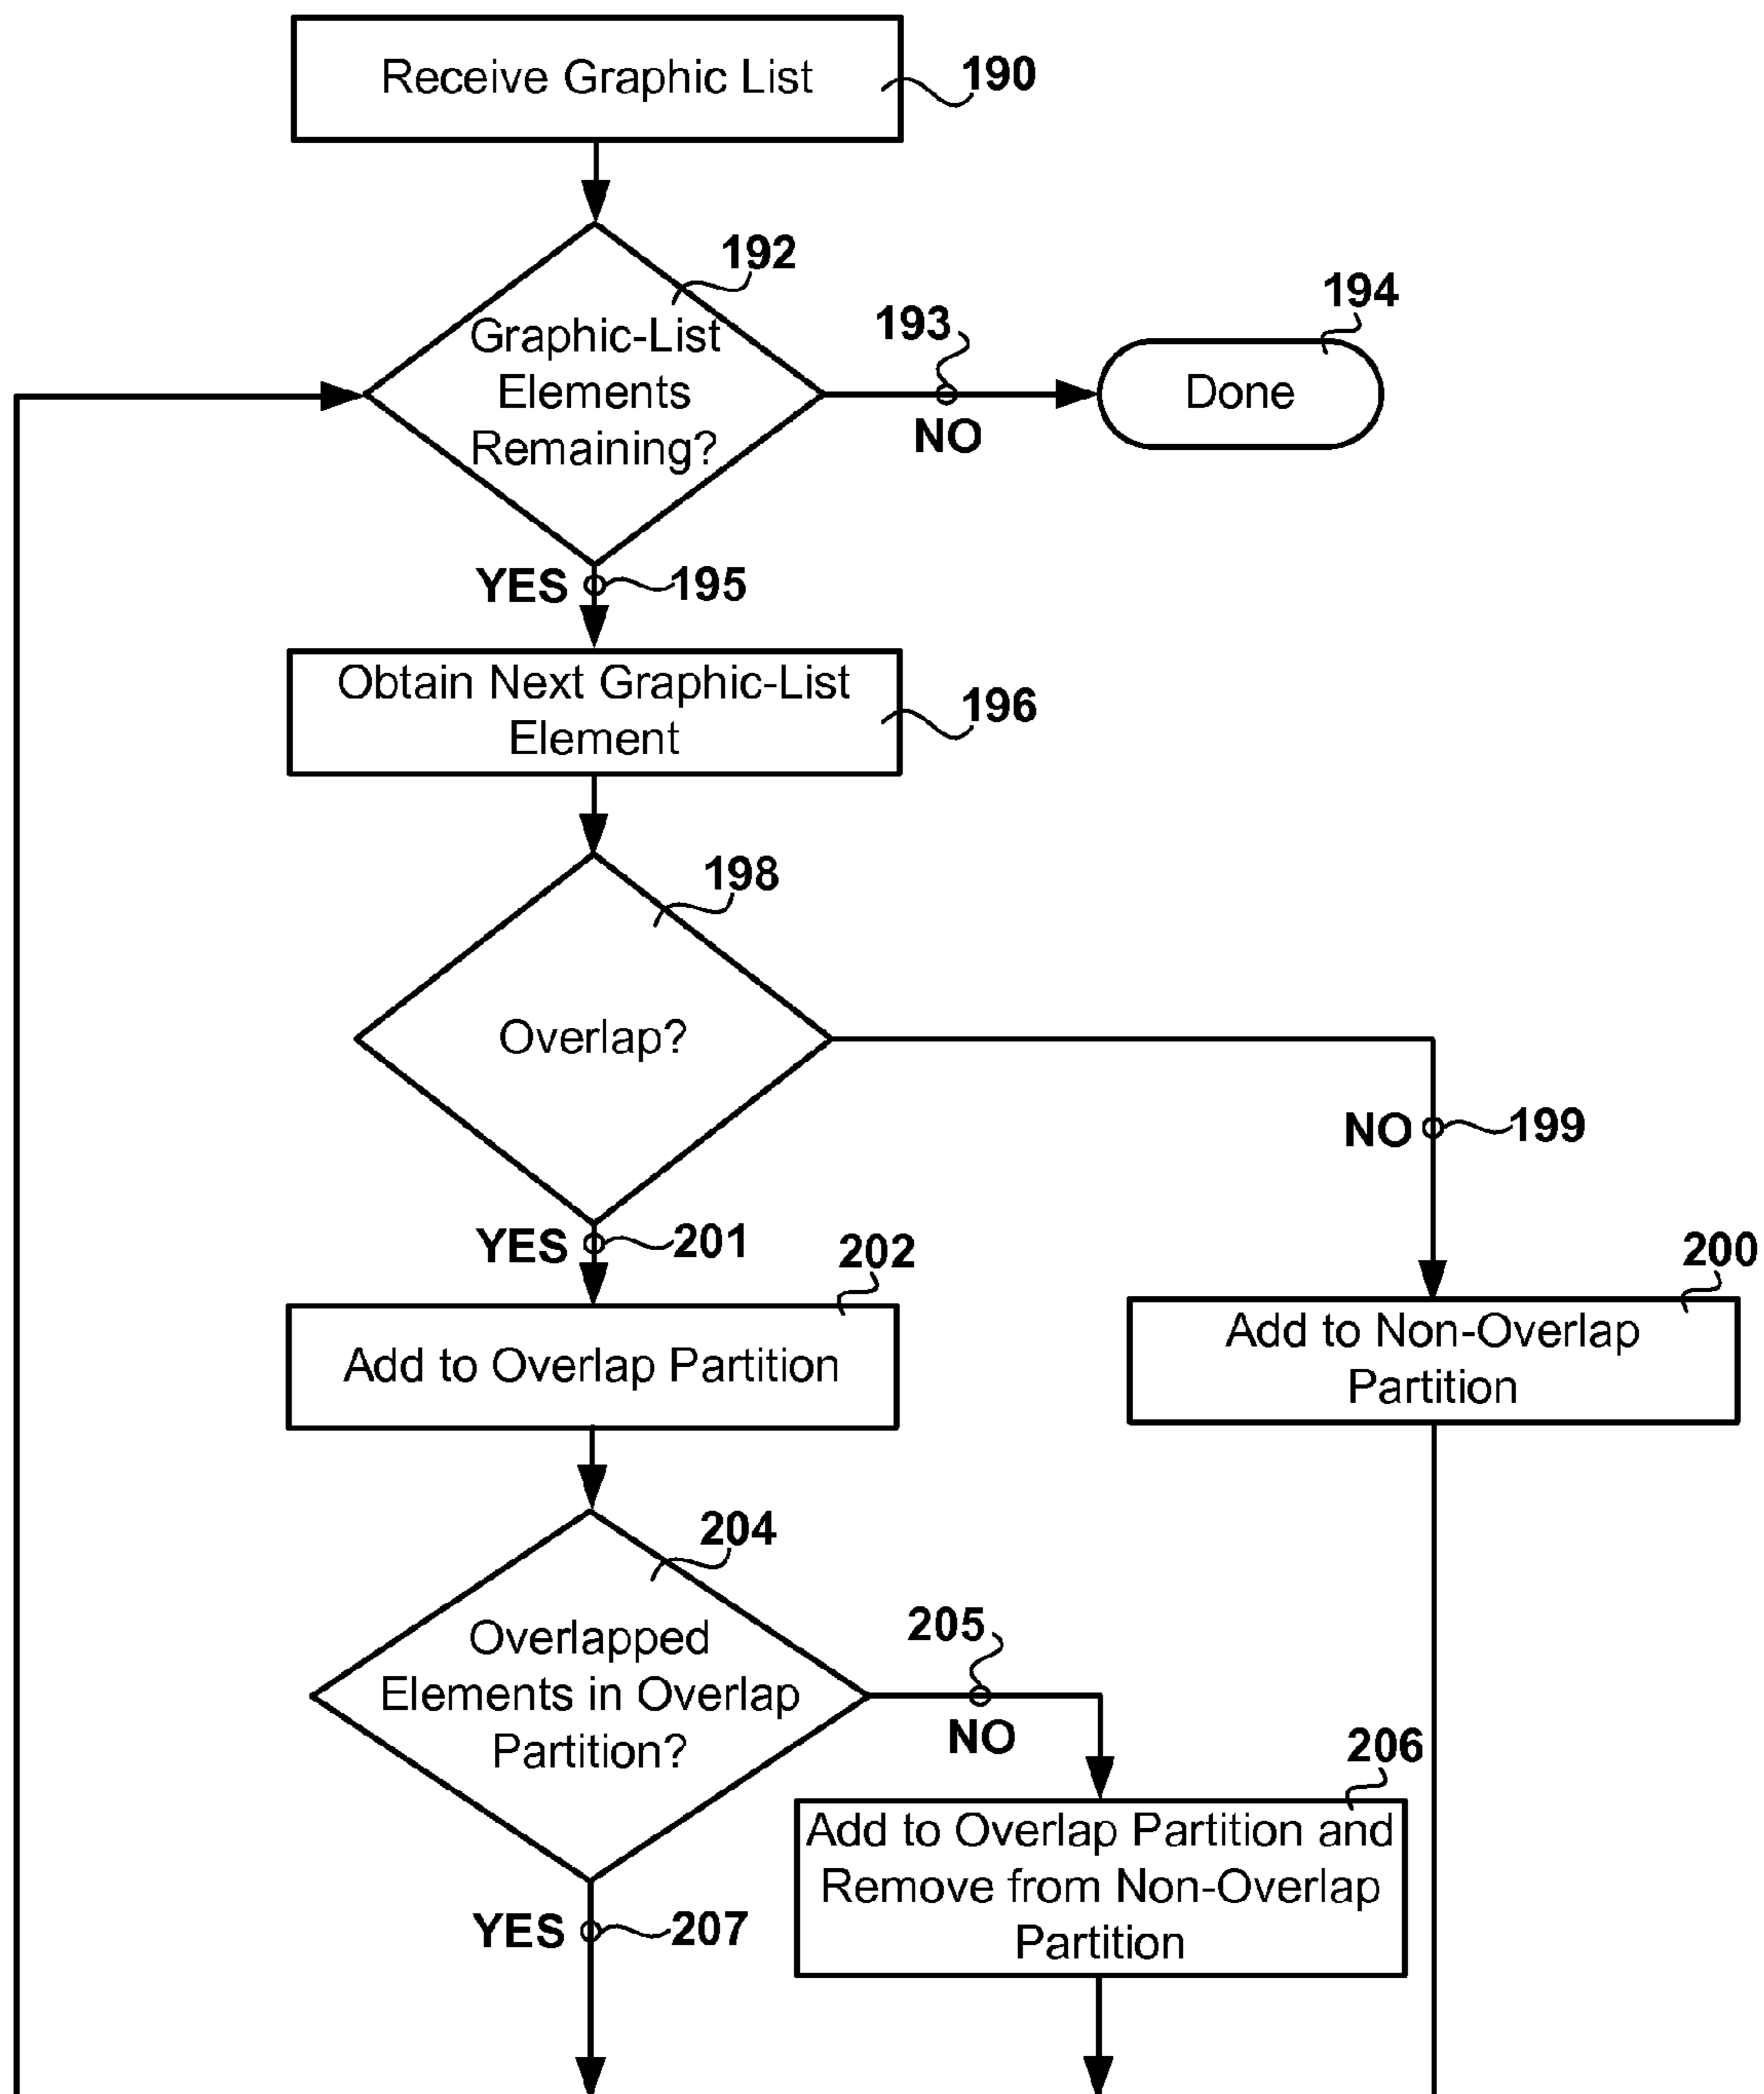 Receive Graphic List
190
192
Graphic-List
Elements
Remaining?
193
NO
194
Done
YES
195
Obtain Next Graphic-List
Element
196
198
Overlap?
NO
199
YES
201
202
Add to Overlap Partition
200
Add to Non-Overlap
Partition
204
Overlapped
Elements in Overlap
Partition?
205
NO
206
Add to Overlap Partition and
Remove from Non-Overlap
Partition
YES
207